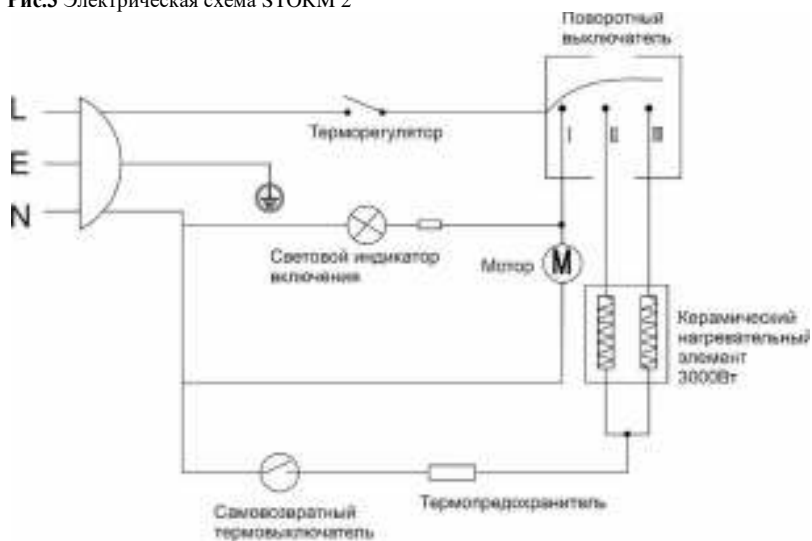 Рис.3 Электрическая схема STORM 2
Поворотный
выключатель
L
Терморегулятор
I
II
III
E
N
Световой индикатор
включения
Мотор
M
Керамический
нагревательный
элемент
3000Вт
Термопредохранитель
Самовозвратный
термовыключатель